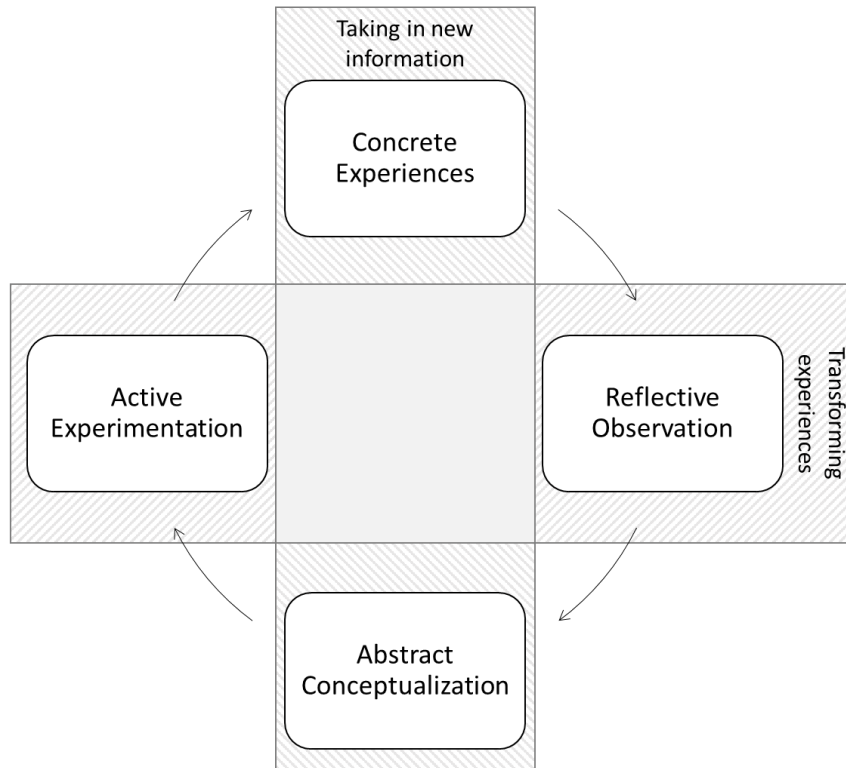 Taking in new
information
Concrete
Experiences
Active
Experimentation
Reflective
Observation
Transforming
experiences
Abstract
Conceptualization